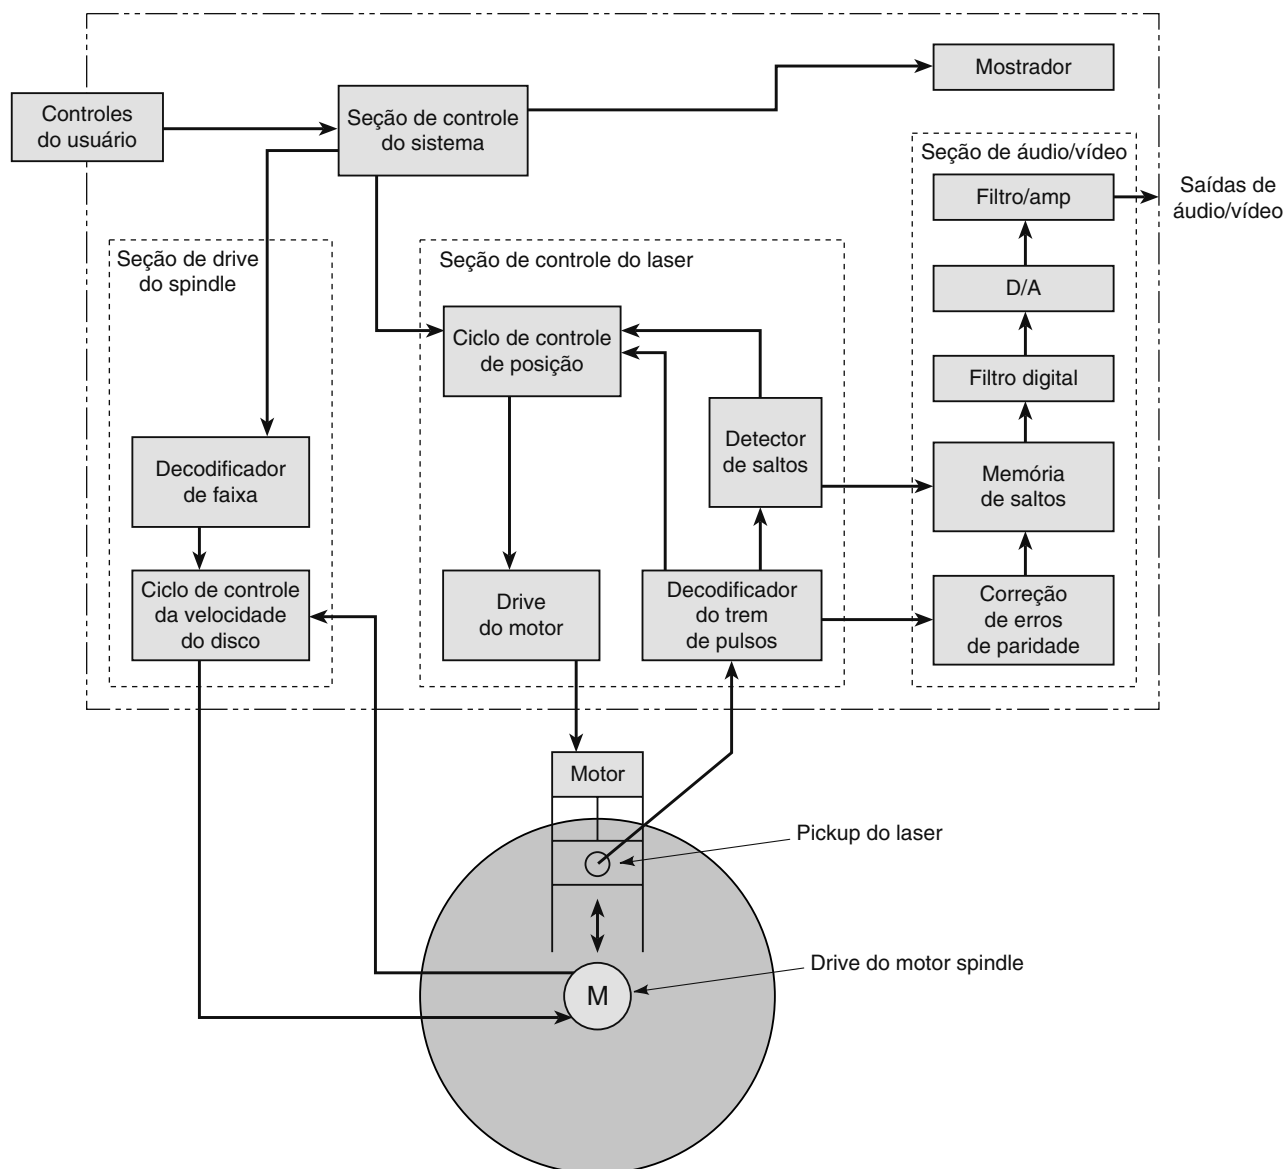 Mostrador
Controles
do usuário
Seção de controle
do sistema
Seção de áudio/vídeo
Filtro/amp
Saídas de
áudio/vídeo
Seção de drive
do spindle
Seção de controle do laser
D/A
Ciclo de controle
de posição
Filtro digital
Detector
de saltos
Decodificador
de faixa
Memória
de saltos
Ciclo de controle
da velocidade
do disco
Drive
do motor
Decodificador
do trem
de pulsos
Correção
de erros
de paridade
Motor
Pickup do laser
Drive do motor spindle
M